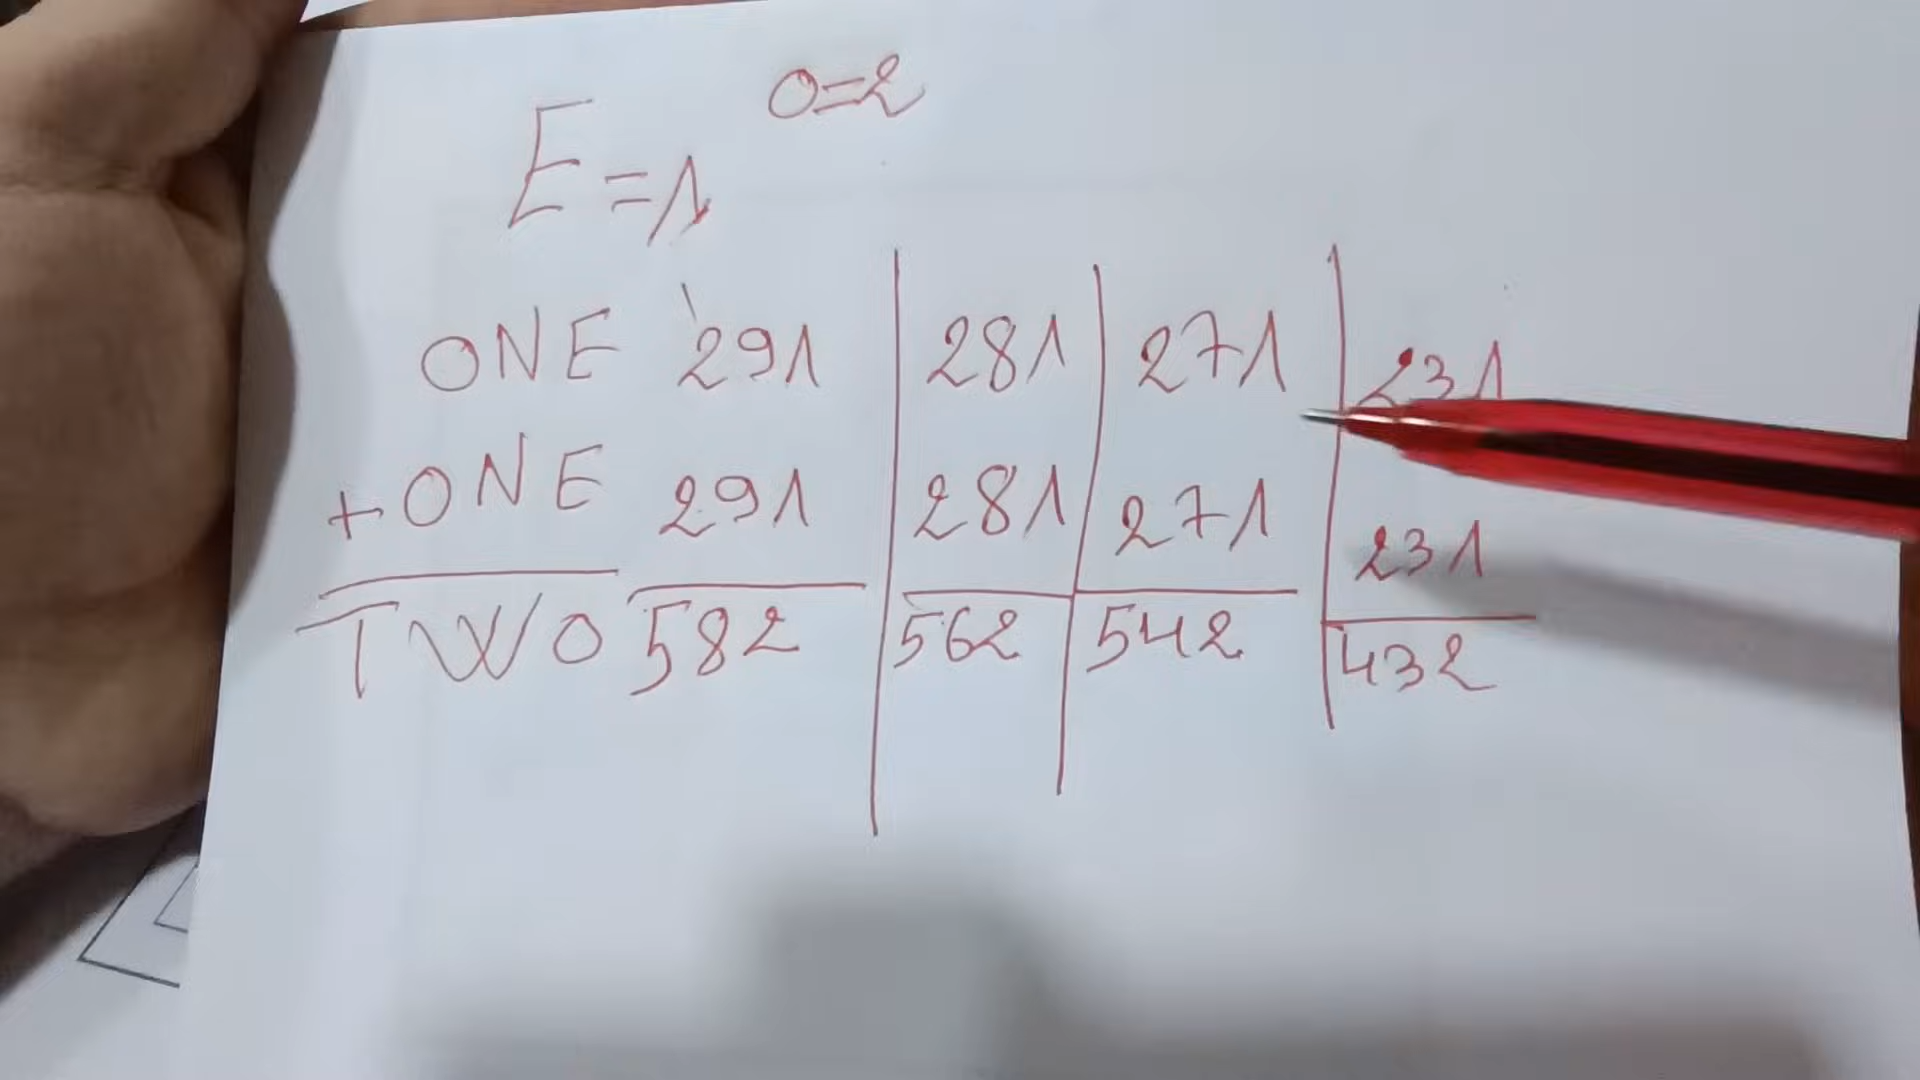 O=2
E=1
ONE 291 281 271 231
+ONE 291 281 271 231
TWO 582 562 542 432